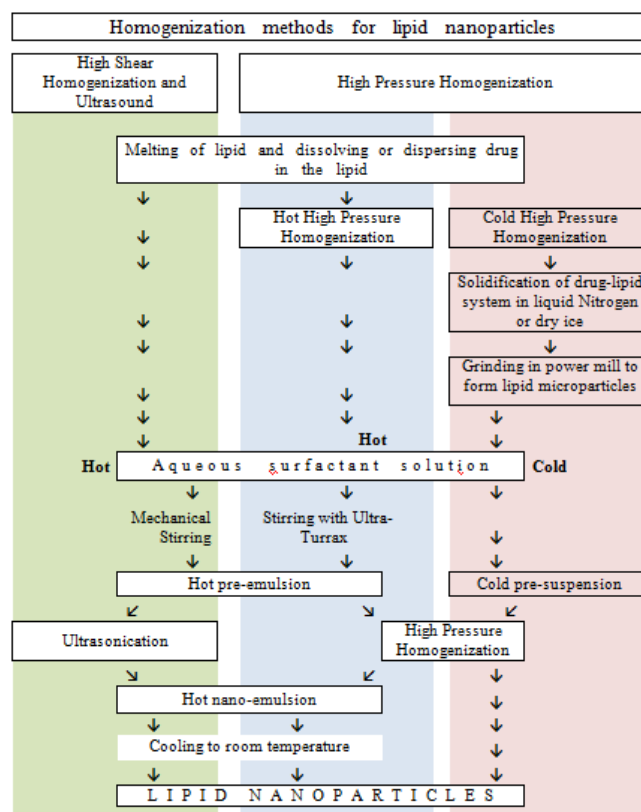 Homogenization methods for lipid nanoparticles
High Shear
Homogenization and
Ultrasound
High Pressure Homogenization
Melting of lipid and dissolving or dispersing drug
in the lipid
Hot High Pressure
Homogenization
Cold High Pressure
Homogenization
Solidification of drug-lipid
system in liquid Nitrogen
or dry ice
Grinding in power mill to
form lipid microparticles
Hot
Hot
Aqueous surfactant solution
Cold
Mechanical
Stirring
Stirring with Ultra-
Turrax
Hot pre-emulsion
Cold pre-suspension
Ultrasonication
High Pressure
Homogenization
Hot nano-emulsion
Cooling to room temperature
LIPID NANOPARTICLES